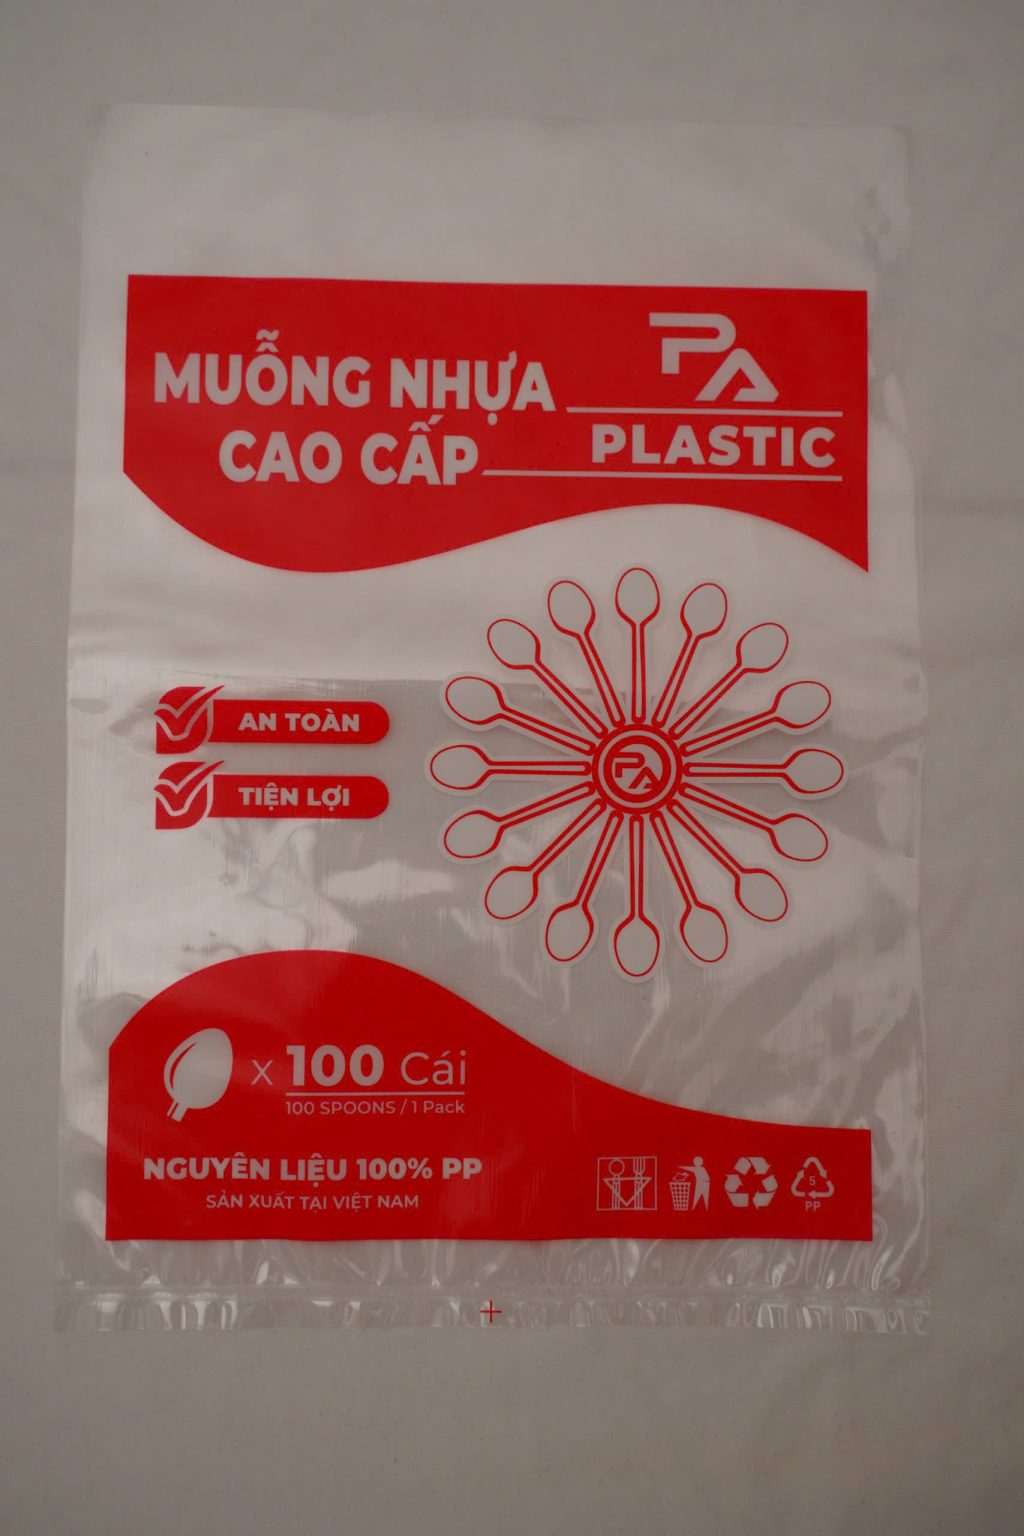 MUỖNG NHỰA
CAO CẤP
PA
PLASTIC
AN TOÀN
TIỆN LỢI
PA
x 100 Cái
100 SPOONS / 1 Pack
NGUYÊN LIỆU 100% PP
SẢN XUẤT TẠI VIỆT NAM
5
PP